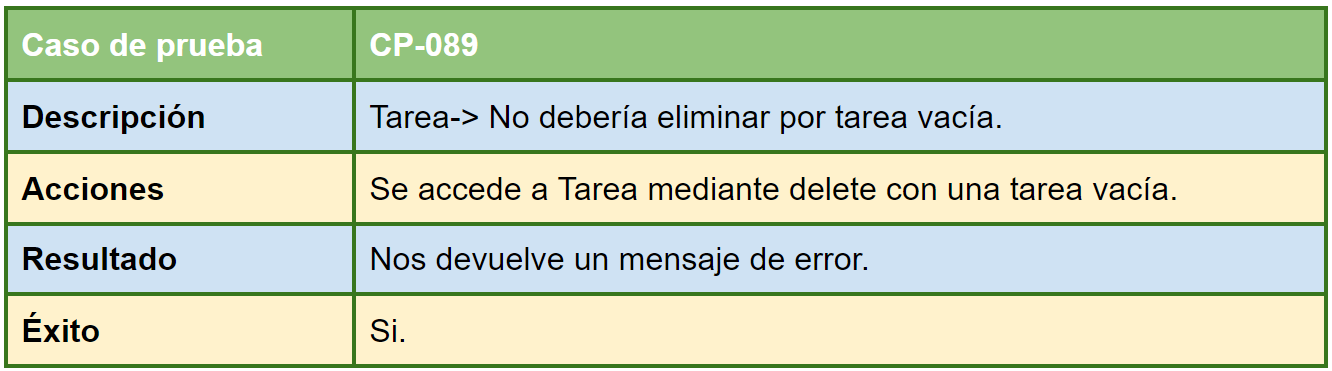 Caso de prueba CP-089
Descripción Tarea-> No debería eliminar por tarea vacía.
Acciones Se accede a Tarea mediante delete con una tarea vacía.
Resultado Nos devuelve un mensaje de error.
Éxito Si.